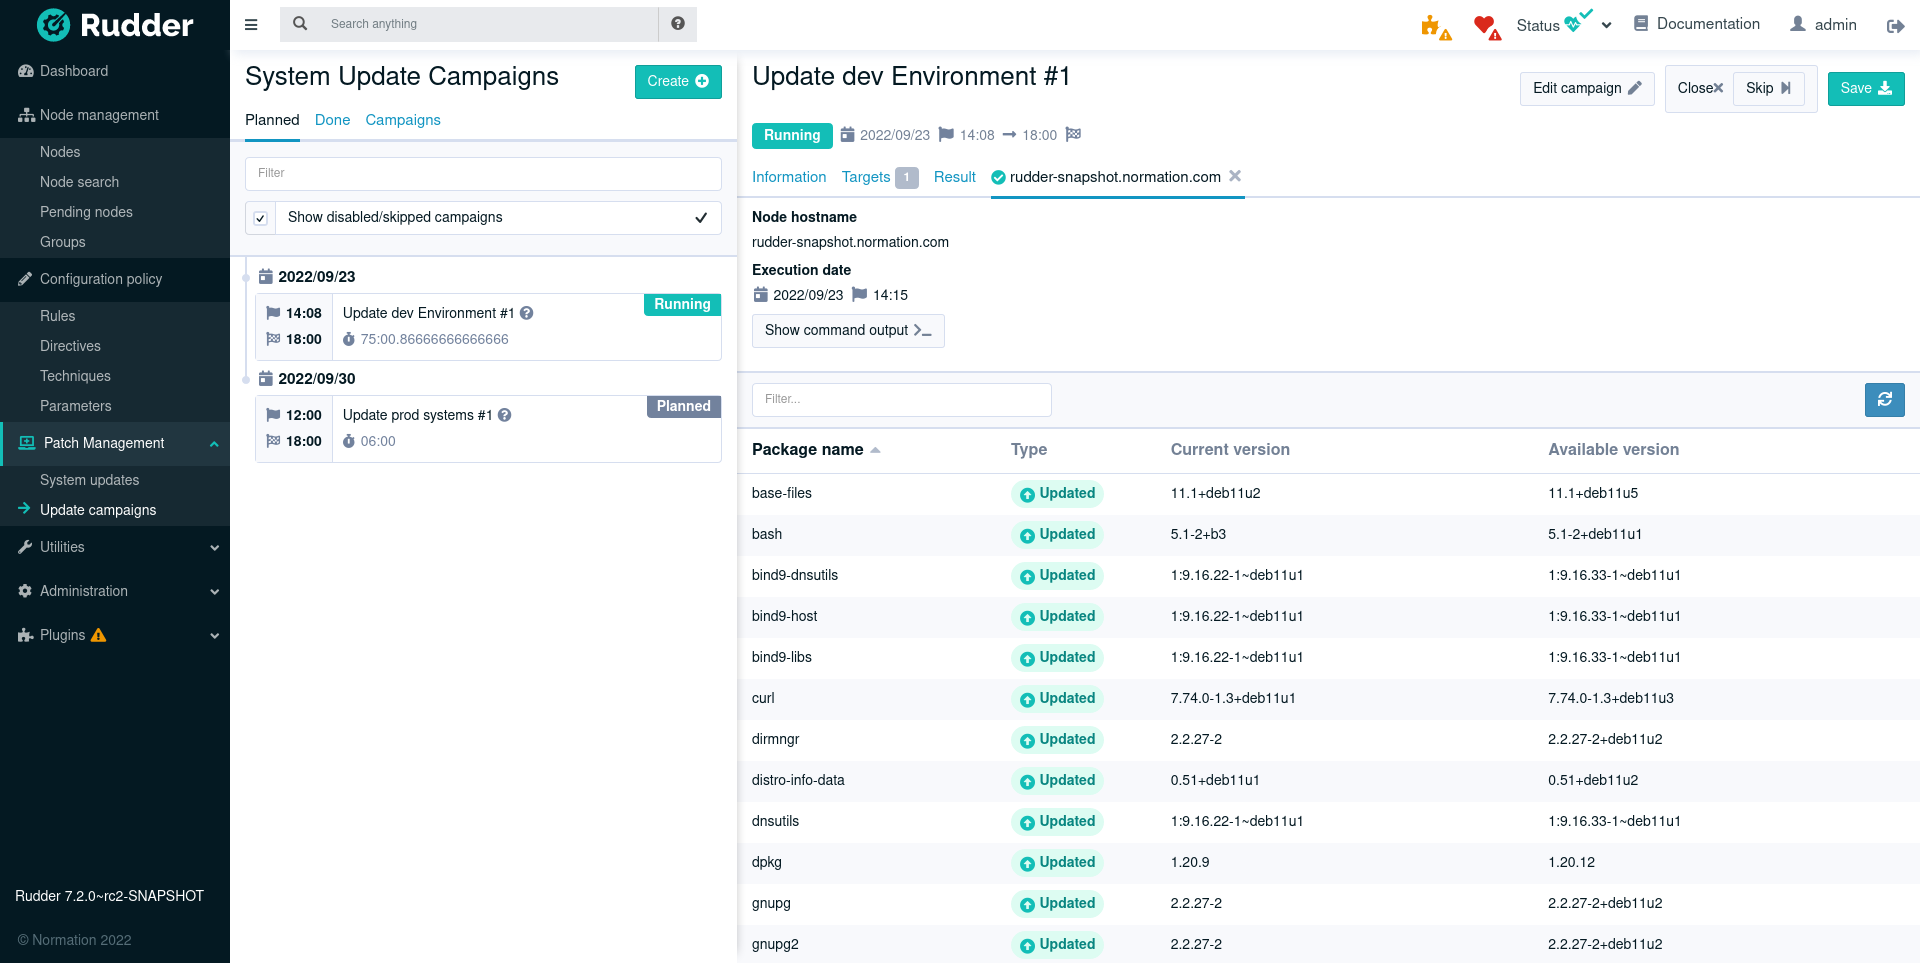 Rudder
Dashboard
Node management
Nodes
Node search
Pending nodes
Groups
Configuration policy
Rules
Directives
Techniques
Parameters
Patch Management
System updates
Update campaigns
Utilities
Administration
Plugins
Rudder 7.2.0~rc2-SNAPSHOT
© Normation 2022
Search anything
Status
Documentation
admin
System Update Campaigns
Create
Planned Done Campaigns
Filter
Show disabled/skipped campaigns
2022/09/23
14:08 Update dev Environment #1 Running
18:00 75:00.86666666666666
2022/09/30
12:00 Update prod systems #1 Planned
18:00 06:00
Update dev Environment #1
Edit campaign Close Skip Save
Running 2022/09/23 14:08 18:00
Information Targets 1 Result rudder-snapshot.normation.com
Node hostname
rudder-snapshot.normation.com
Execution date
2022/09/23 14:15
Show command output
Filter...
Package name Type Current version Available version
base-files Updated 11.1+deb11u2 11.1+deb11u5
bash Updated 5.1-2+b3 5.1-2+deb11u1
bind9-dnsutils Updated 1:9.16.22-1~deb11u1 1:9.16.33-1~deb11u1
bind9-host Updated 1:9.16.22-1~deb11u1 1:9.16.33-1~deb11u1
bind9-libs Updated 1:9.16.22-1~deb11u1 1:9.16.33-1~deb11u1
curl Updated 7.74.0-1.3+deb11u1 7.74.0-1.3+deb11u3
dirmngr Updated 2.2.27-2 2.2.27-2+deb11u2
distro-info-data Updated 0.51+deb11u1 0.51+deb11u2
dnsutils Updated 1:9.16.22-1~deb11u1 1:9.16.33-1~deb11u1
dpkg Updated 1.20.9 1.20.12
gnupg Updated 2.2.27-2 2.2.27-2+deb11u2
gnupg2 Updated 2.2.27-2 2.2.27-2+deb11u2